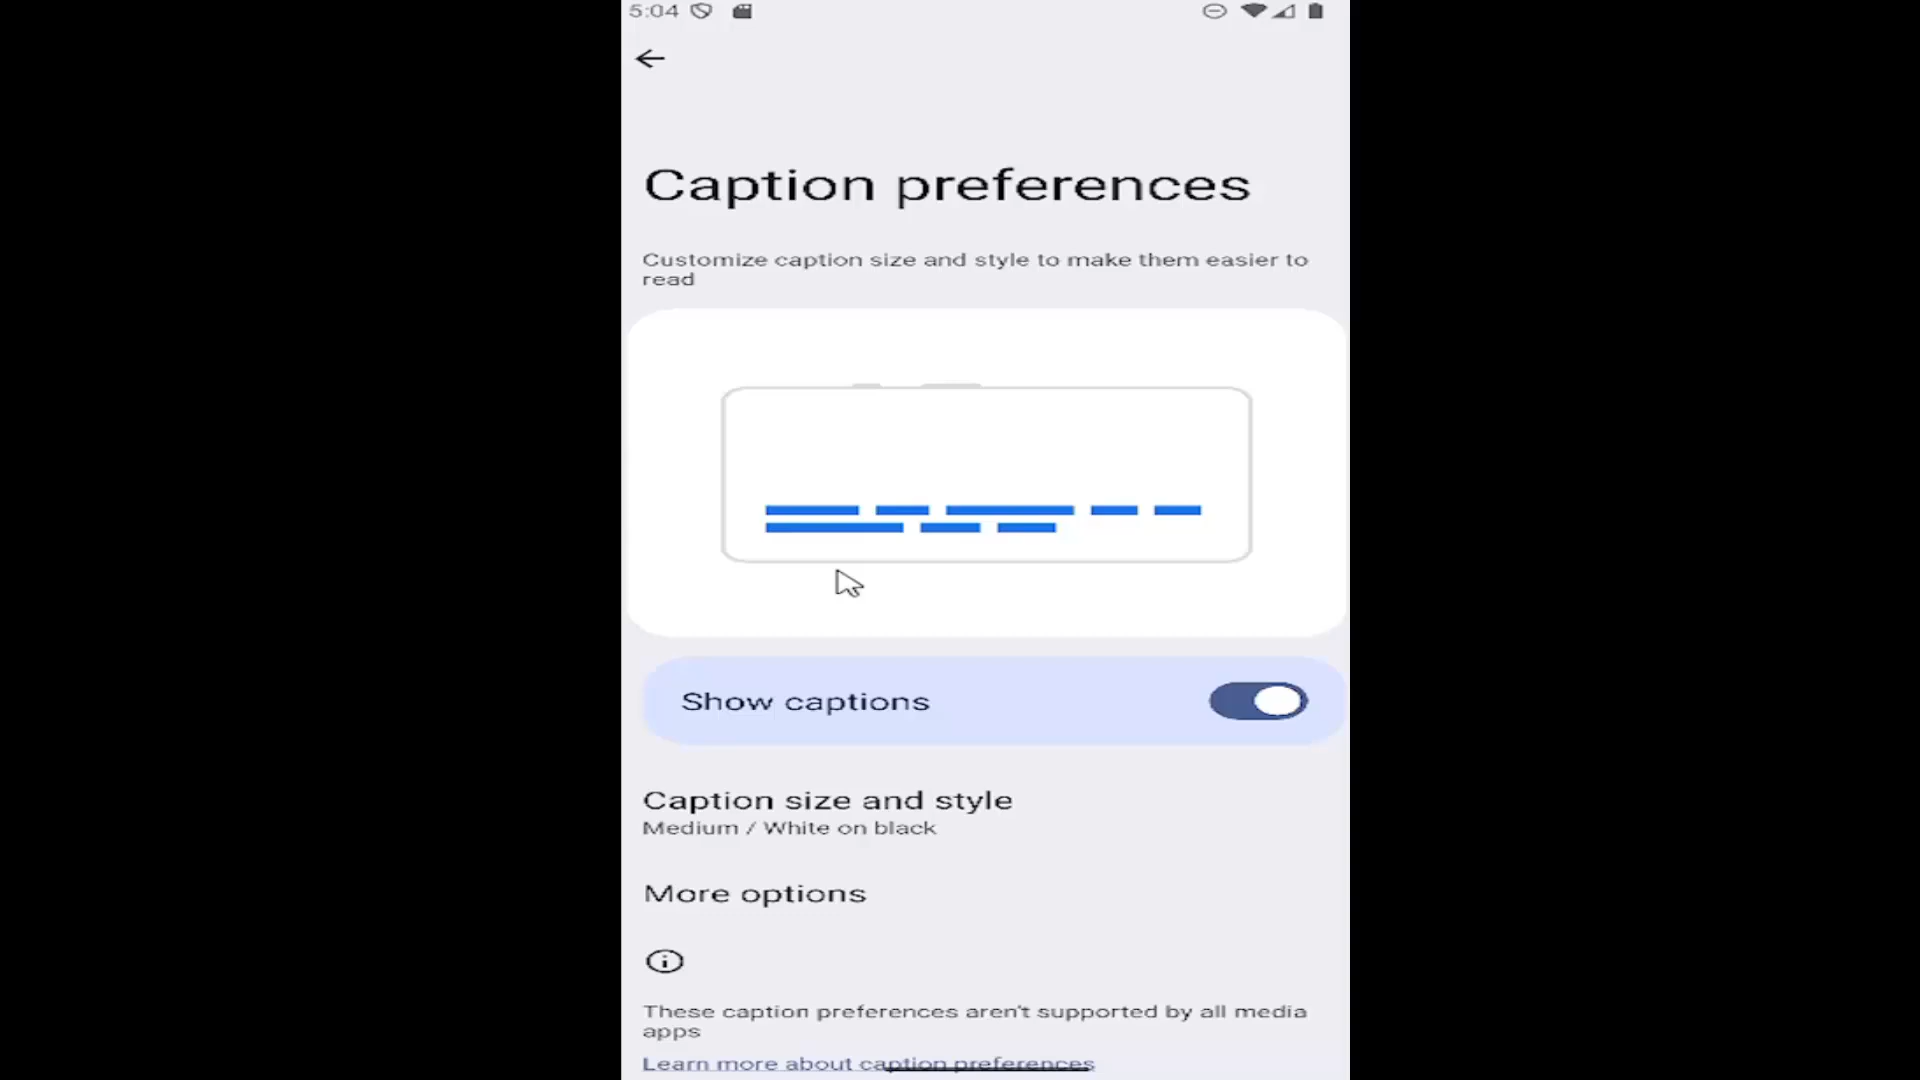 5:04
Caption preferences
Customize caption size and style to make them easier to
read
Show captions
Caption size and style
Medium / White on black
More options
These caption preferences aren't supported by all media
apps
Learn more about caption preferences